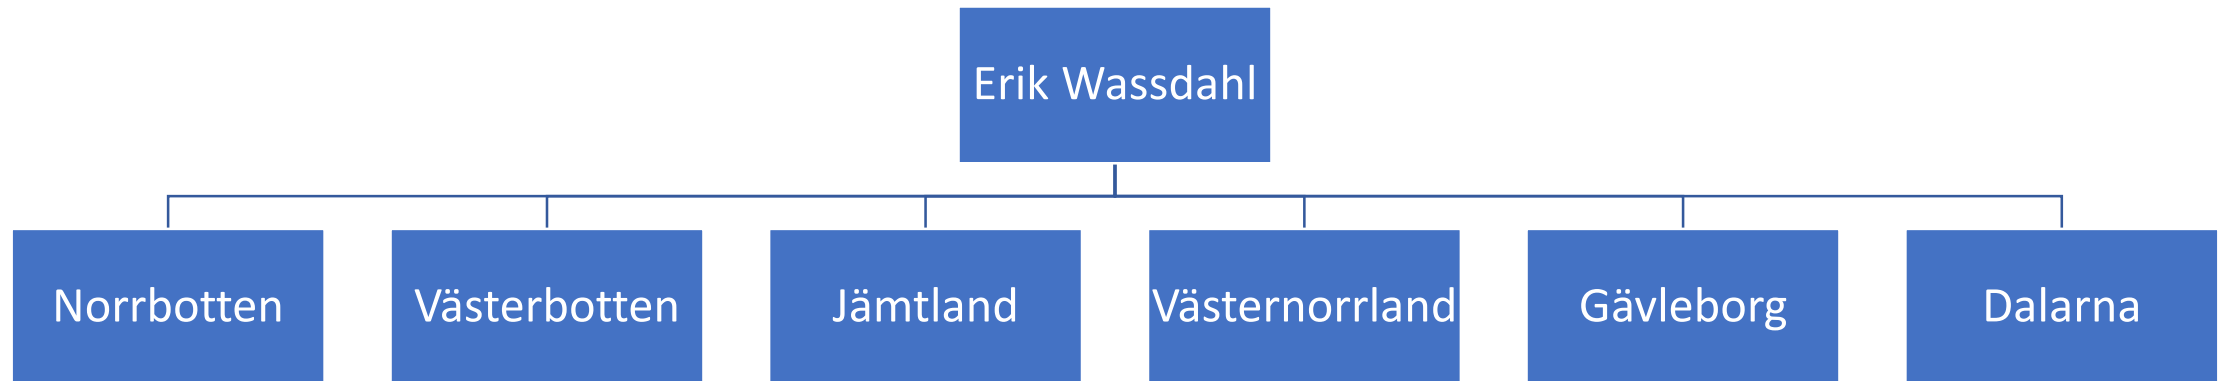 Erik Wassdahl
Norrbotten
Västerbotten
Jämtland
Västernorrland
Gävleborg
Dalarna